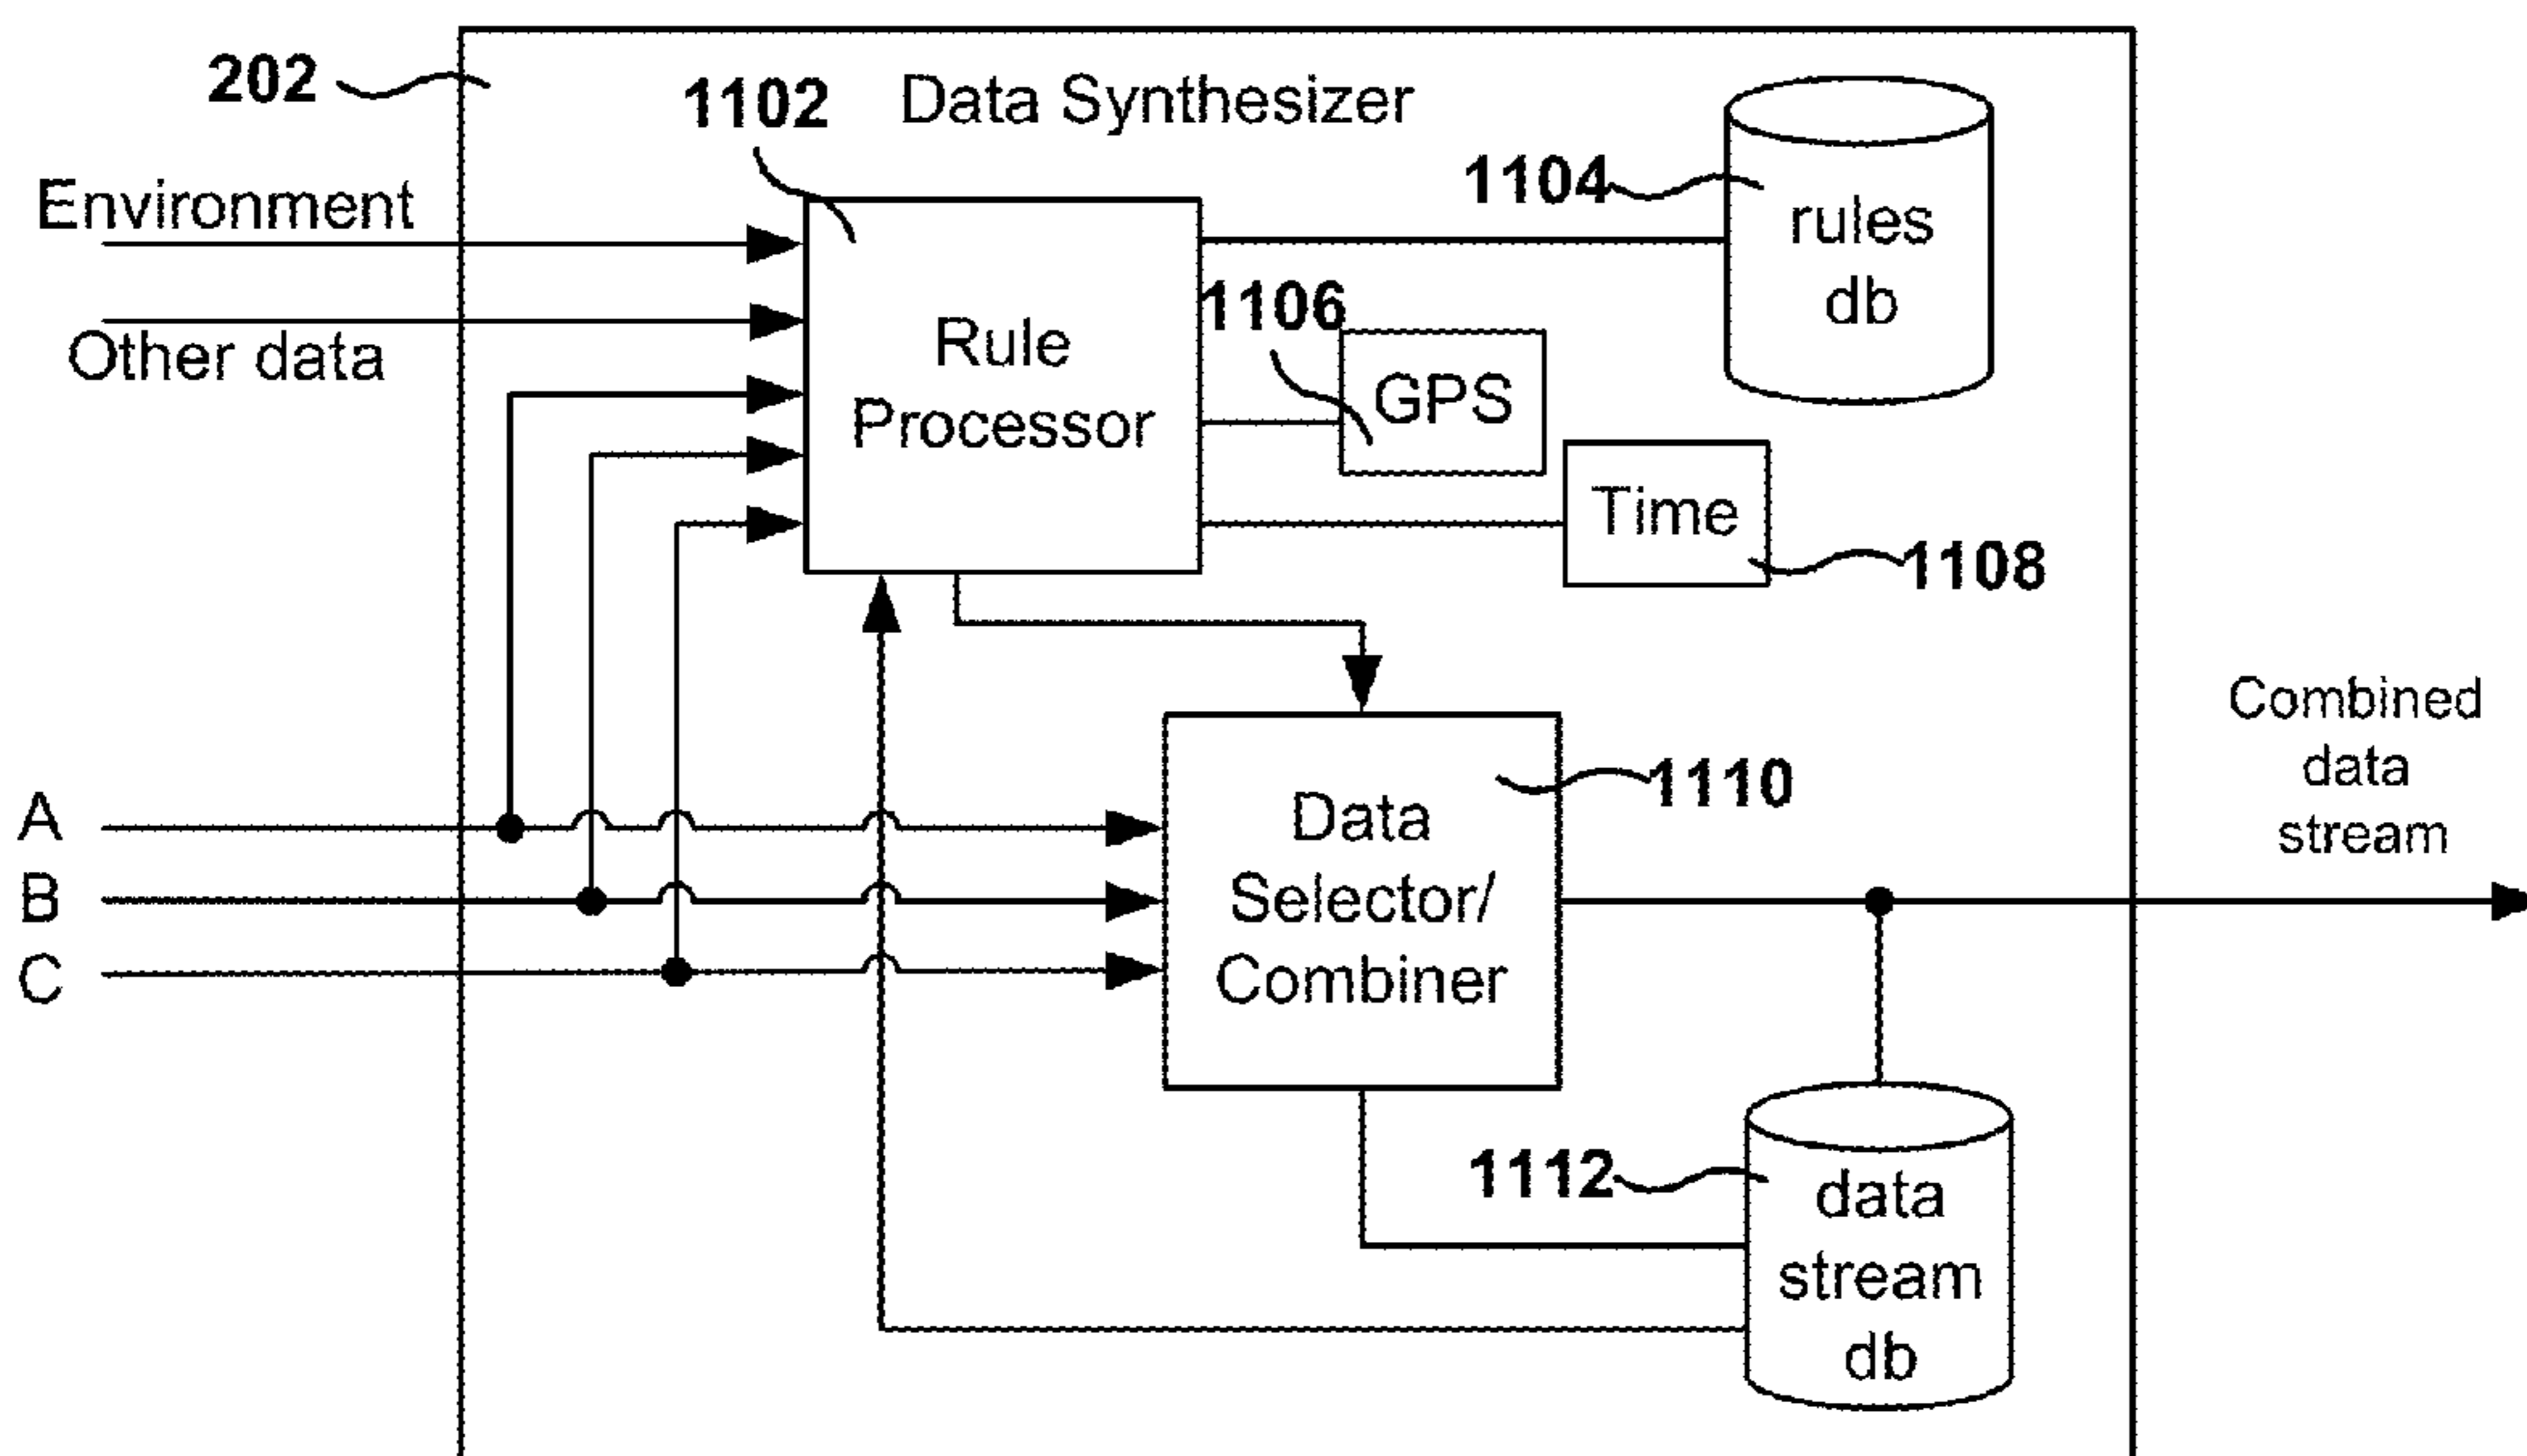 202
1102
Data Synthesizer
Environment
Other data
1104
rules
db
Rule
Processor
1106
GPS
Time
1108
A
B
C
Data
Selector/
Combiner
1110
Combined
data
stream
1112
data
stream
db